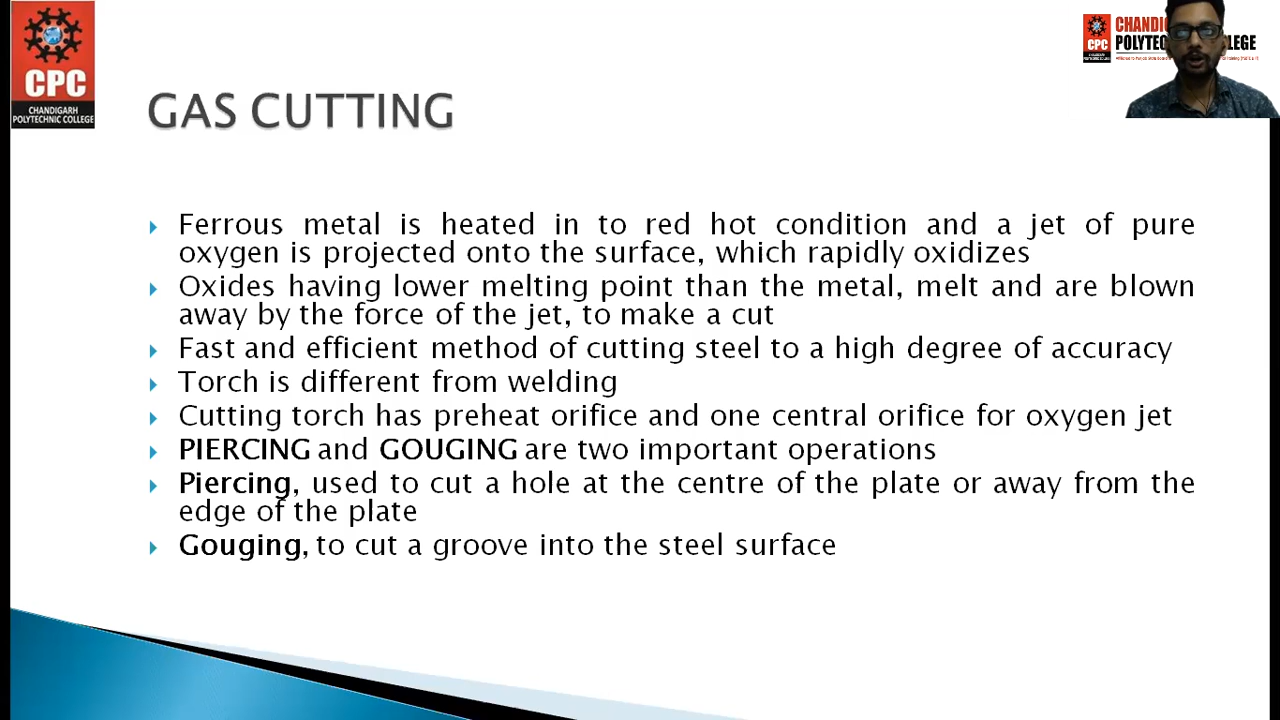 CPC
CHANDIGARH
POLYTECHNIC COLLEGE
CPC
POLYTECHNIC
GAS CUTTING
Ferrous metal is heated in to red hot condition and a jet of pure
oxygen is projected onto the surface, which rapidly oxidizes
Oxides having lower melting point than the metal, melt and are blown
away by the force of the jet, to make a cut
Fast and efficient method of cutting steel to a high degree of accuracy
Torch is different from welding
Cutting torch has preheat orifice and one central orifice for oxygen jet
PIERCING and GOUGING are two important operations
Piercing, used to cut a hole at the centre of the plate or away from the
edge of the plate
Gouging, to cut a groove into the steel surface